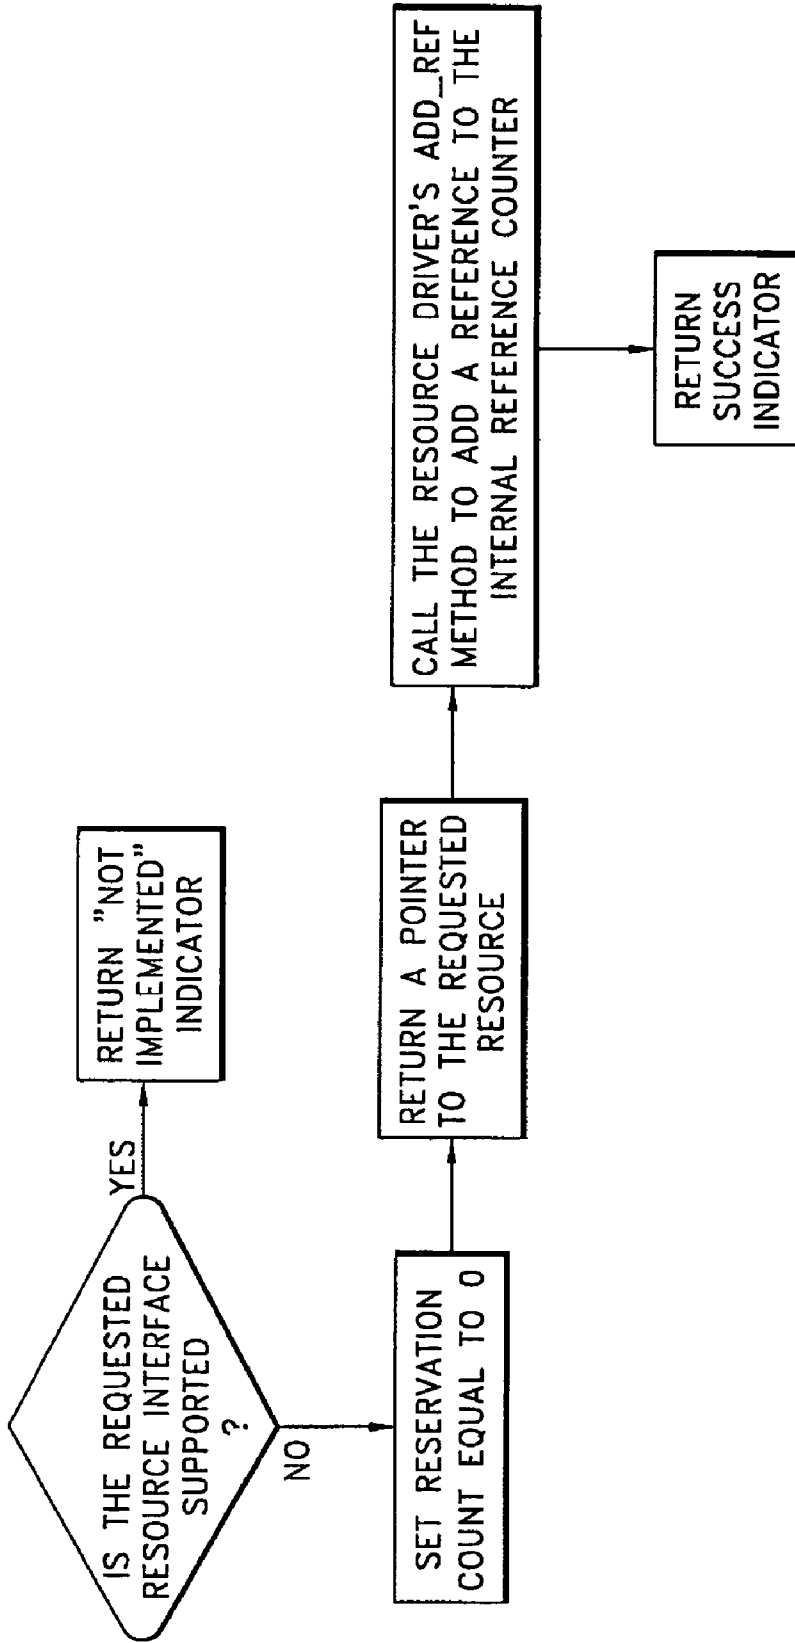 IS THE REQUESTED
RESOURCE INTERFACE
SUPPORTED
?
YES
RETURN "NOT
IMPLEMENTED"
INDICATOR
NO
SET RESERVATION
COUNT EQUAL TO 0
RETURN A POINTER
TO THE REQUESTED
RESOURCE
CALL THE RESOURCE DRIVER'S ADD_REF
METHOD TO ADD A REFERENCE TO THE
INTERNAL REFERENCE COUNTER
RETURN
SUCCESS
INDICATOR